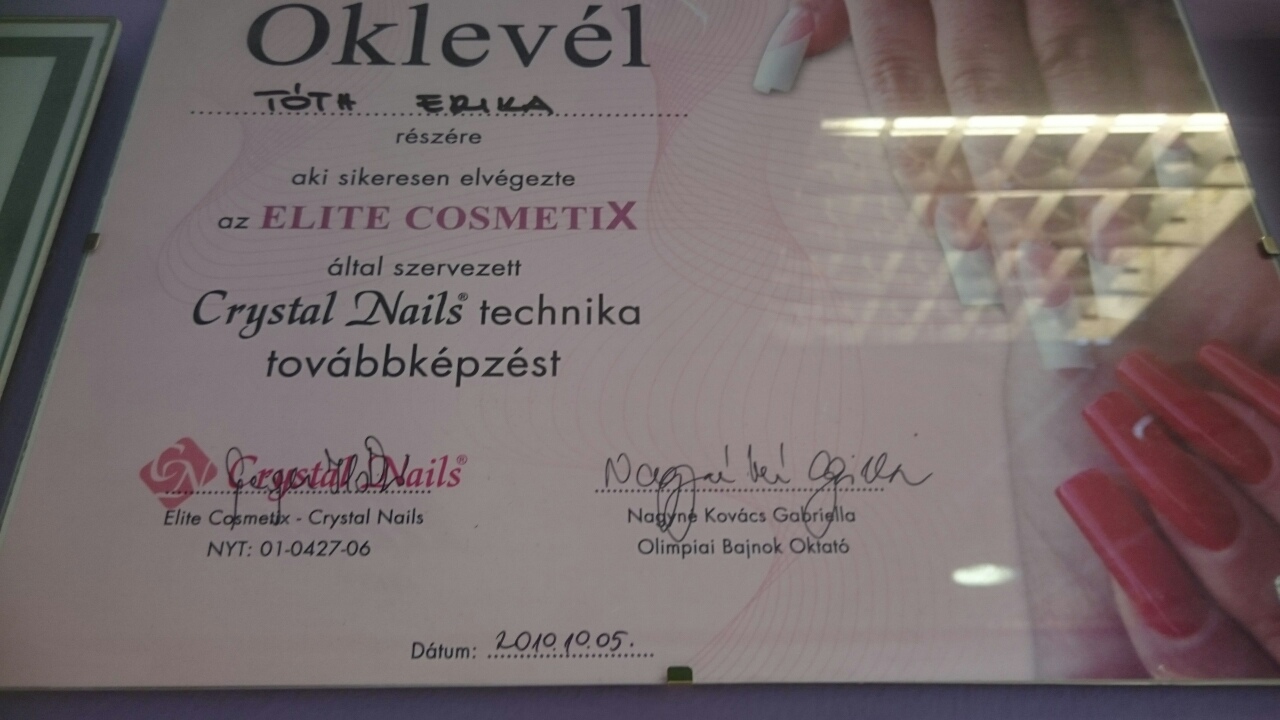 Oklevél
TÓTH ERIKA
részére
aki sikeresen elvégezte
az ELITE COSMETIX
által szervezett
Crystal Nails® technika
továbbképzést
Crystal Nails®
Elite Cosmetix - Crystal Nails
NYT: 01-0427-06
Nagyné Kovács Gabriella
Olimpiai Bajnok Oktató
Dátum: 2010.10.05.